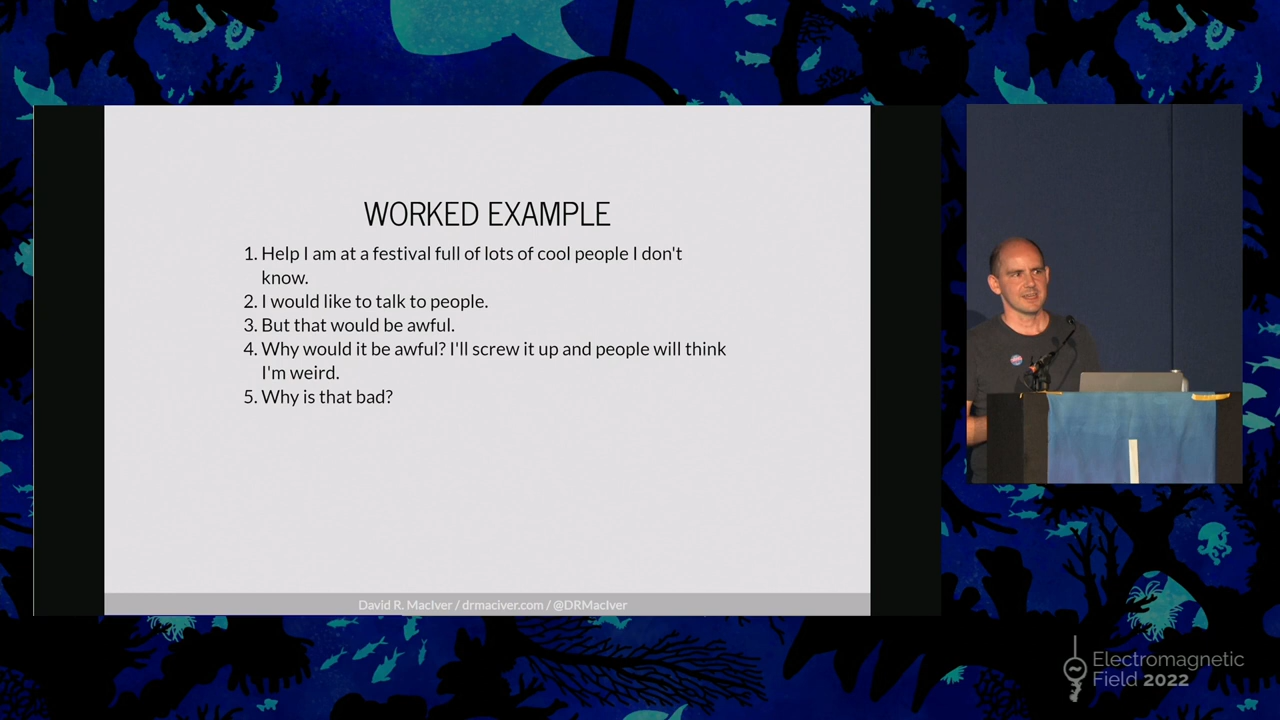 WORKED EXAMPLE
1. Help I am at a festival full of lots of cool people I don't
know.
2. I would like to talk to people.
3. But that would be awful.
4. Why would it be awful? I'll screw it up and people will think
I'm weird.
5. Why is that bad?
David R. MacIver / drmaciver.com / @DRMacIver
Electromagnetic
Field 2022